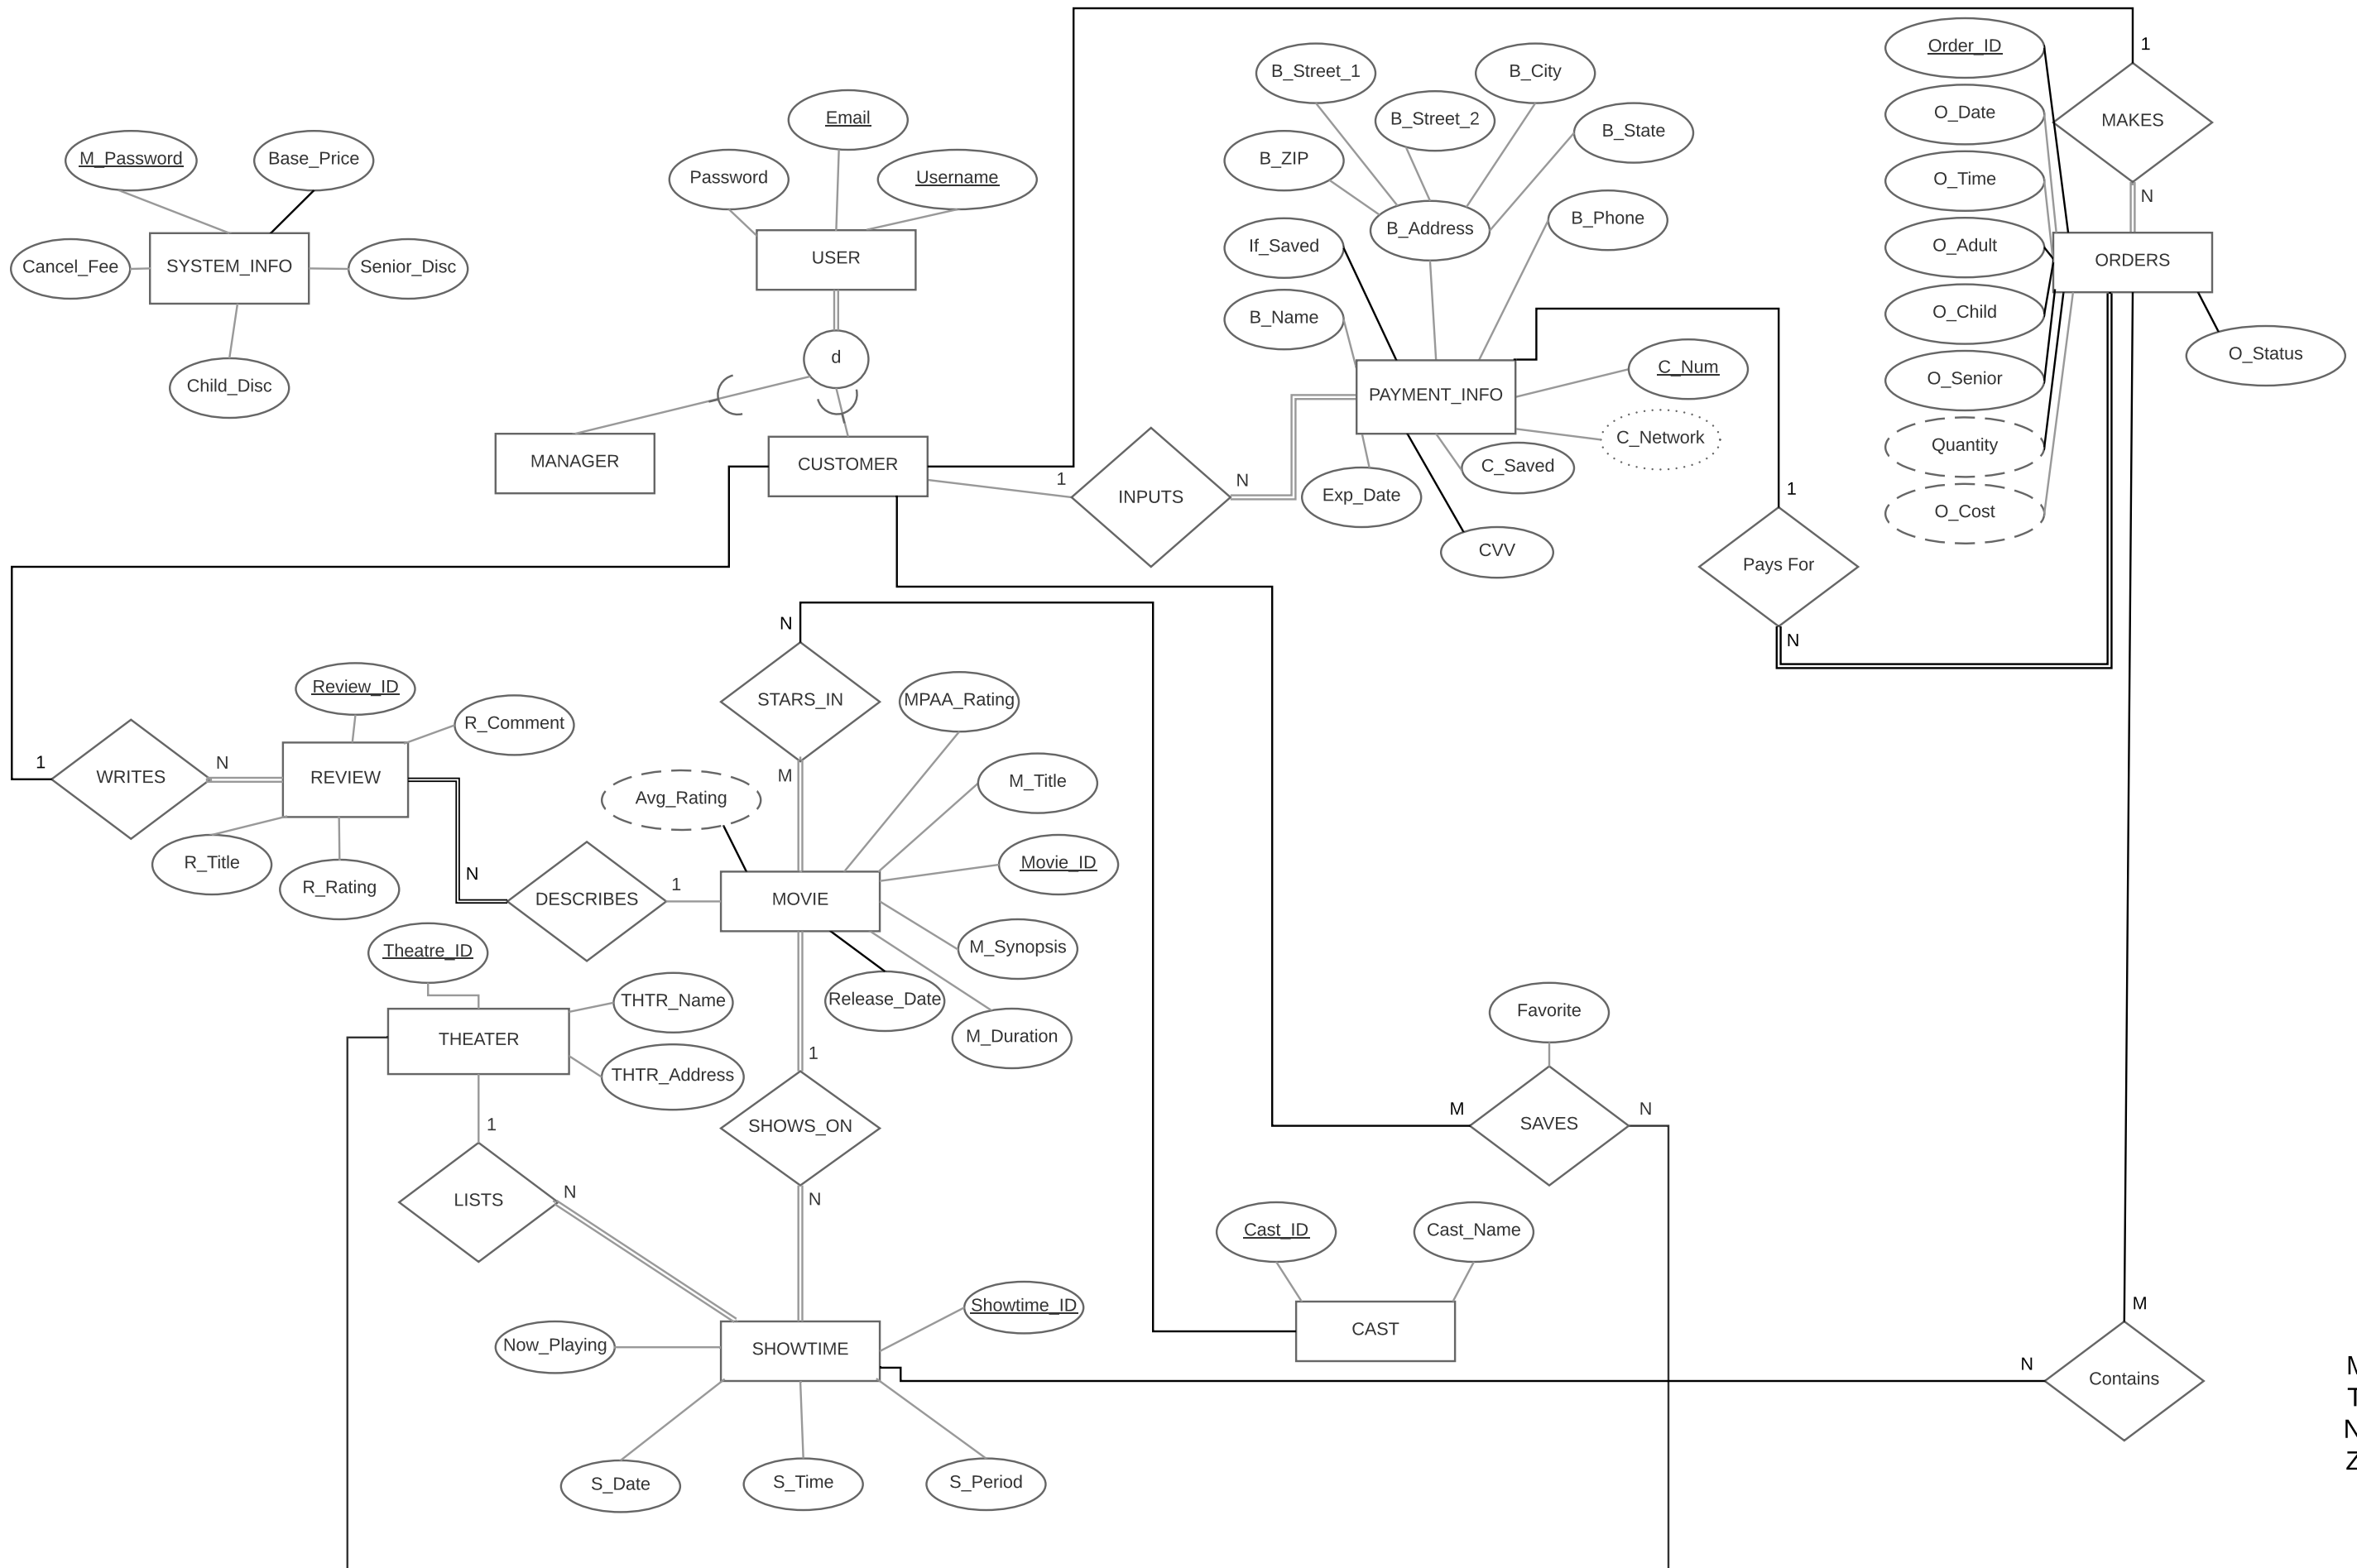 1
Order_ID
B_Street_1
B_City
O_Date
MAKES
Email
B_Street_2
B_State
M_Password
Base_Price
Password
Username
B_ZIP
O_Time
N
B_Phone
B_Address
If_Saved
O_Adult
SYSTEM_INFO
Cancel_Fee
Senior_Disc
USER
ORDERS
B_Name
O_Child
d
C_Num
O_Status
Child_Disc
PAYMENT_INFO
O_Senior
C_Network
Quantity
MANAGER
CUSTOMER
C_Saved
1
N
INPUTS
Exp_Date
1
O_Cost
CVV
Pays For
N
N
Review_ID
STARS_IN
MPAA_Rating
R_Comment
1
WRITES
N
REVIEW
M
M_Title
Avg_Rating
R_Title
R_Rating
N
DESCRIBES
1
MOVIE
Movie_ID
Theatre_ID
M_Synopsis
THTR_Name
Release_Date
Favorite
THEATER
M_Duration
1
THTR_Address
1
SHOWS_ON
M
SAVES
N
LISTS
N
N
Cast_ID
Cast_Name
Showtime_ID
M
Now_Playing
SHOWTIME
CAST
N
Contains
S_Date
S_Time
S_Period